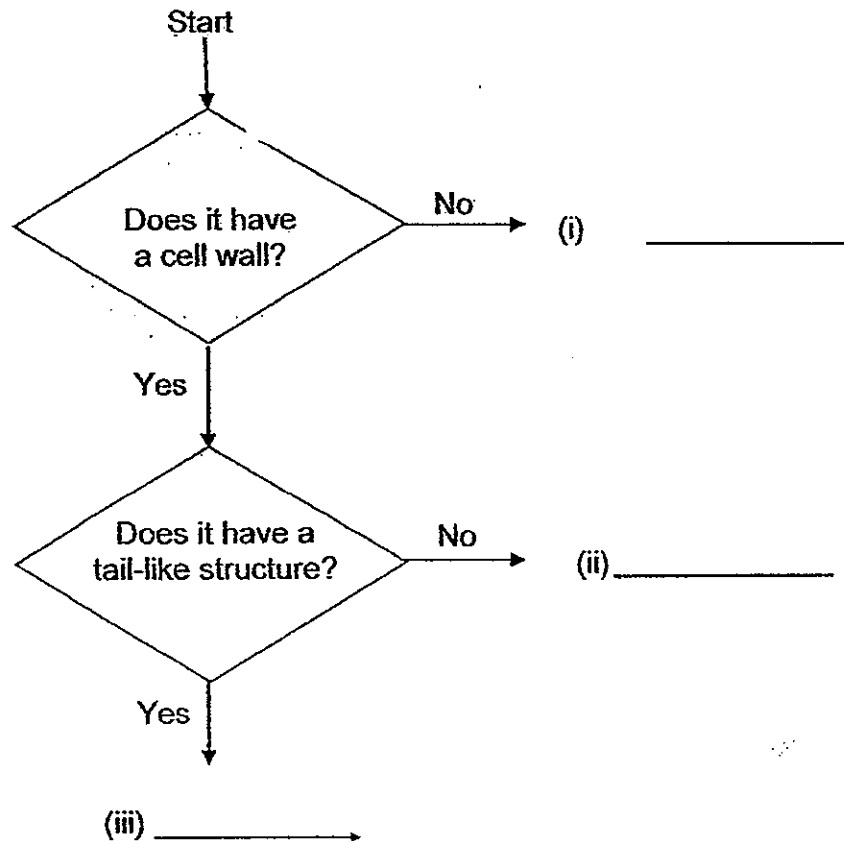 Start
Does it have
a cell wall?
No
(i)
Yes
Does it have a
tail-like structure?
No
(ii)
Yes
(iii)